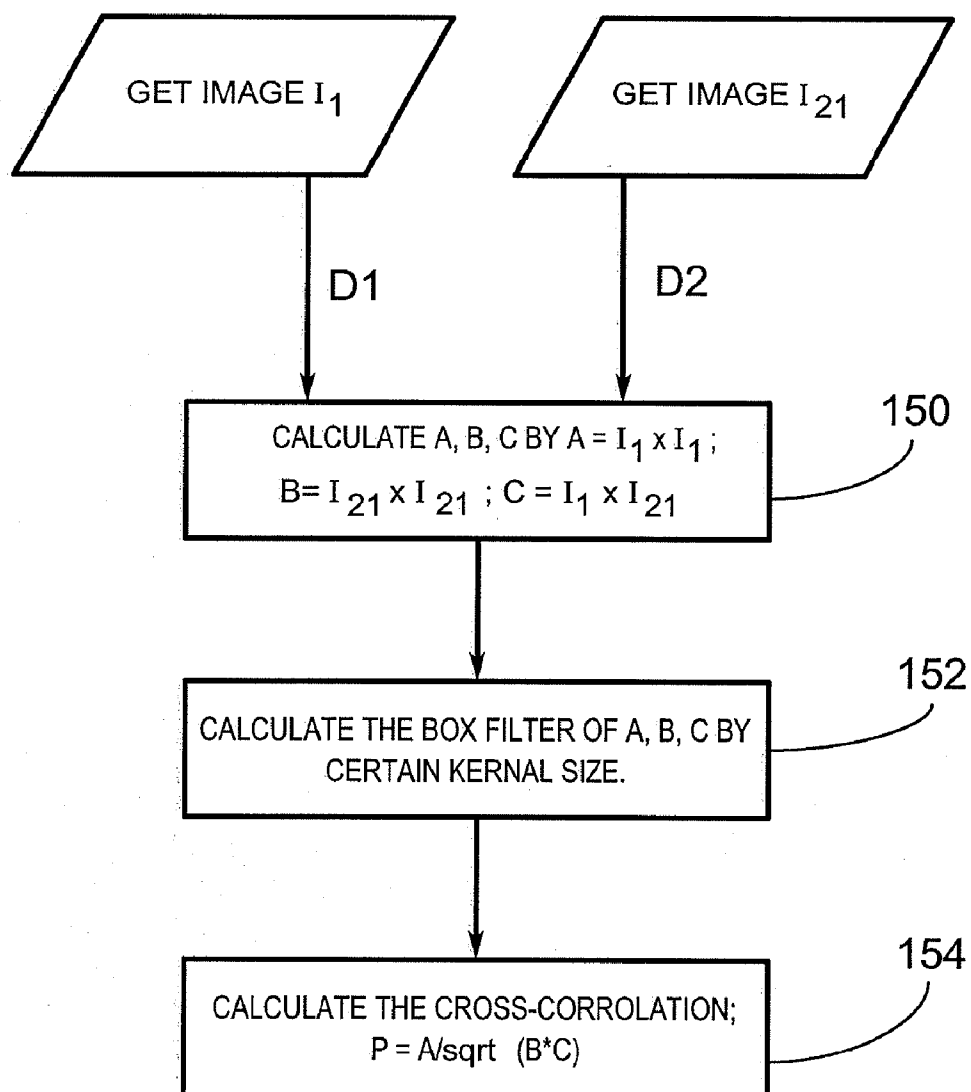 GET IMAGE I1
GET IMAGE I21
D1
D2
CALCULATE A, B, C BY A = I1 x I1 ;
B= I21 x I21 ; C = I1 x I21
150
CALCULATE THE BOX FILTER OF A, B, C BY
CERTAIN KERNAL SIZE.
152
CALCULATE THE CROSS-CORROLATION;
P = A/sqrt (B*C)
154